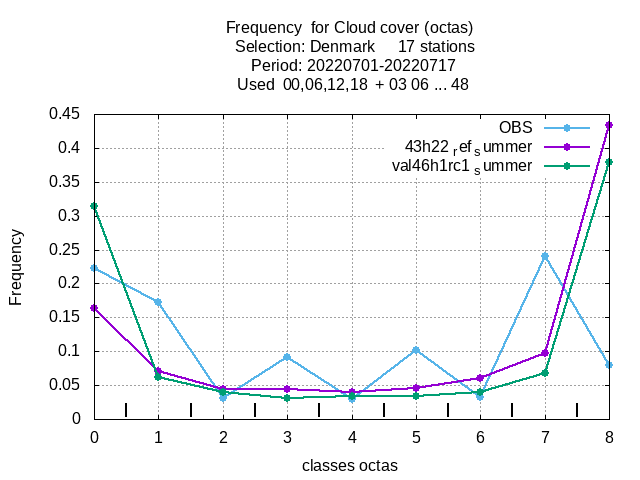 Frequency for Cloud cover (octas)
Selection: Denmark 17 stations
Period: 20220701-20220717
Used 00,06,12,18 + 03 06 ... 48
0.45
0.4
0.35
0.3
0.25
0.2
0.15
0.1
0.05
0
Frequency
OBS
43h22 ref summer
val46h1rc1 summer
0 1 2 3 4 5 6 7 8
classes octas